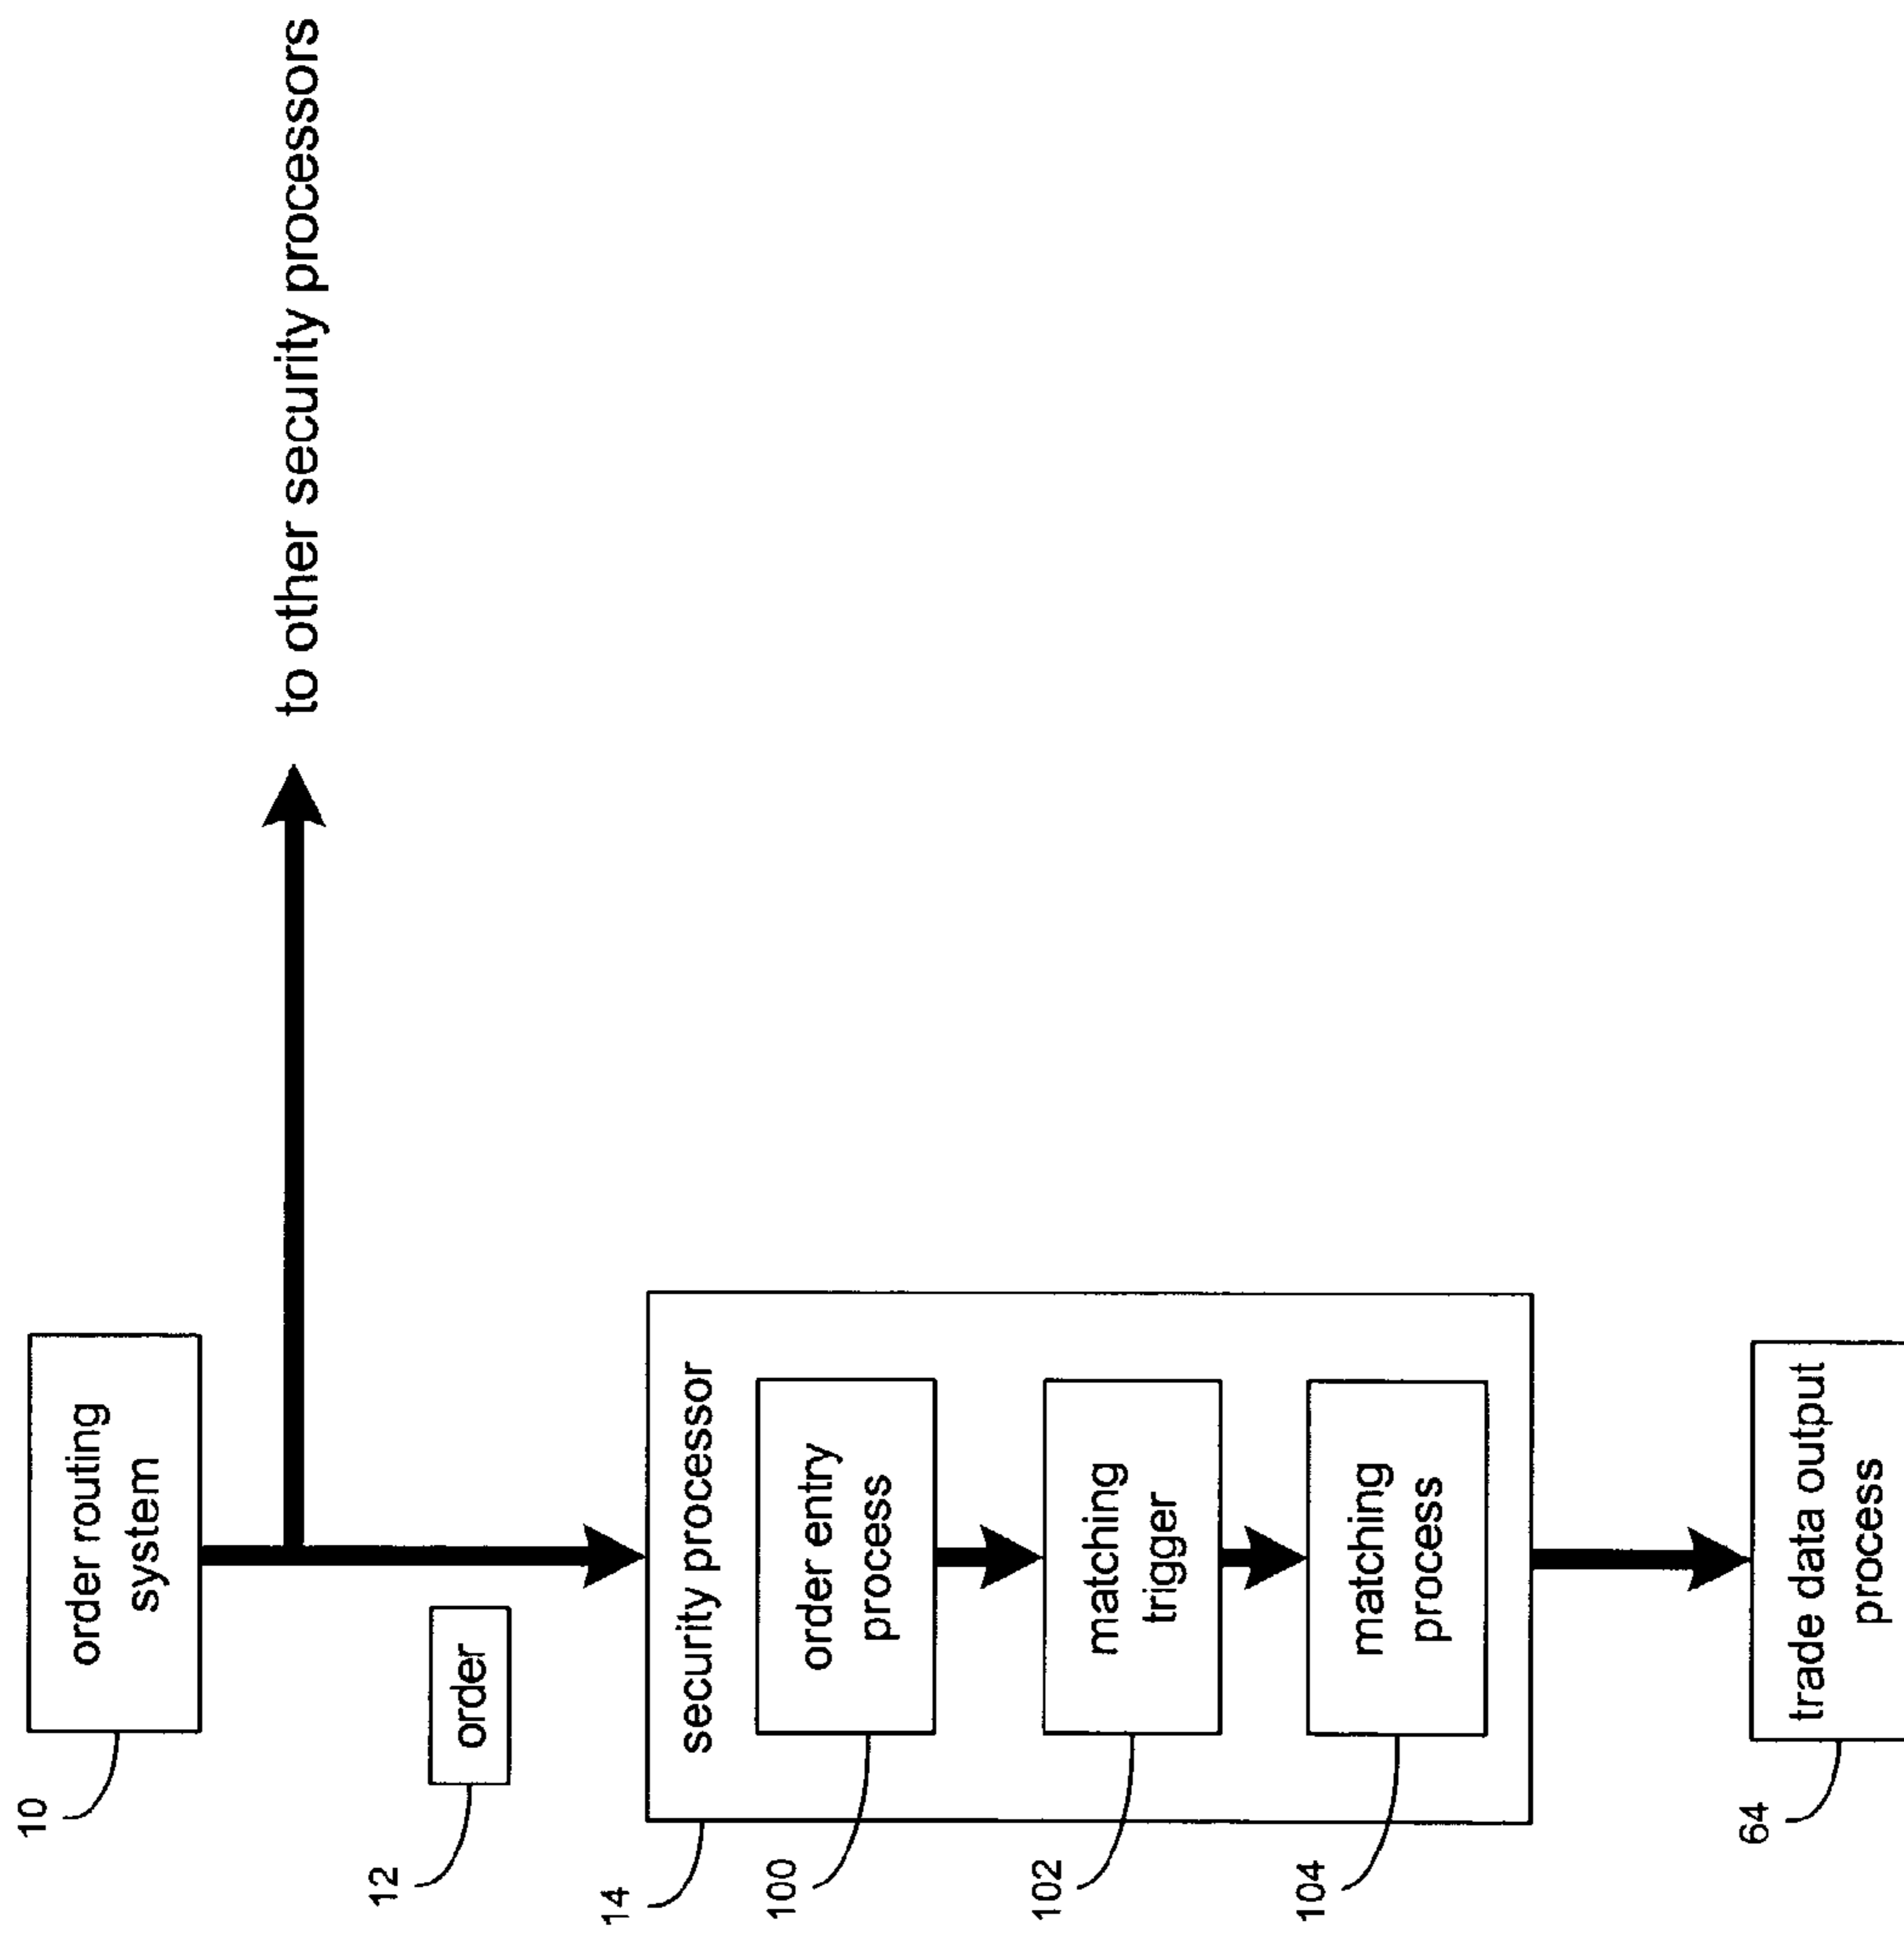 10
order routing
system
to other security processors
12
order
14
security processor
100
order entry
process
102
matching
trigger
104
matching
process
64
trade data output
process